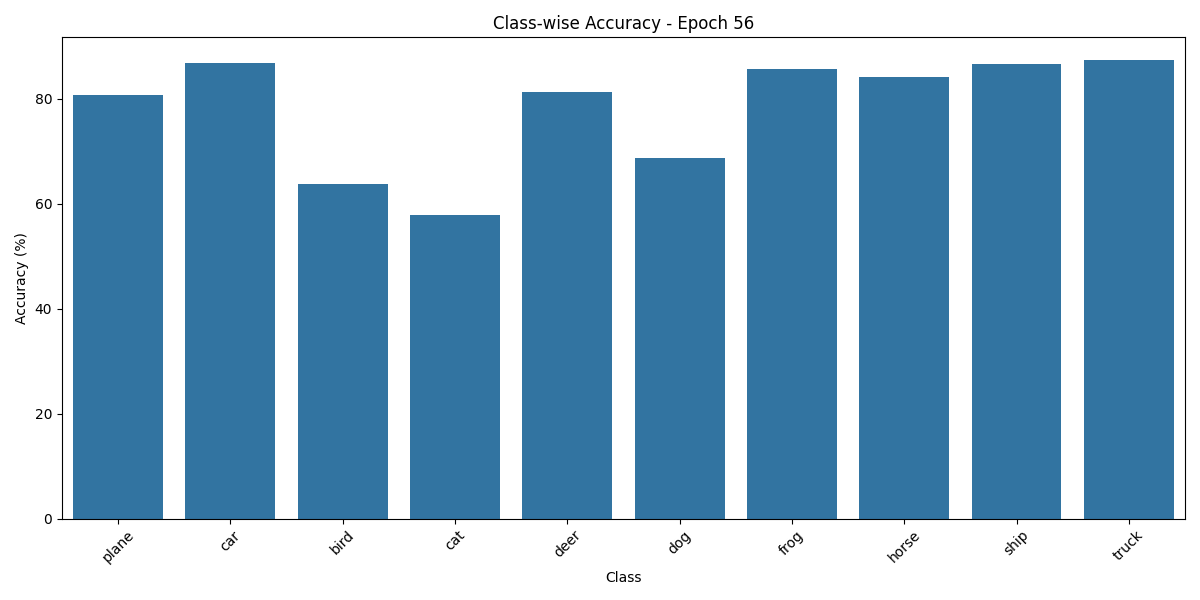 Class-wise Accuracy - Epoch 56
Accuracy (%)
80
60
40
20
0
plane
car
bird
cat
deer
dog
frog
horse
ship
truck
Class